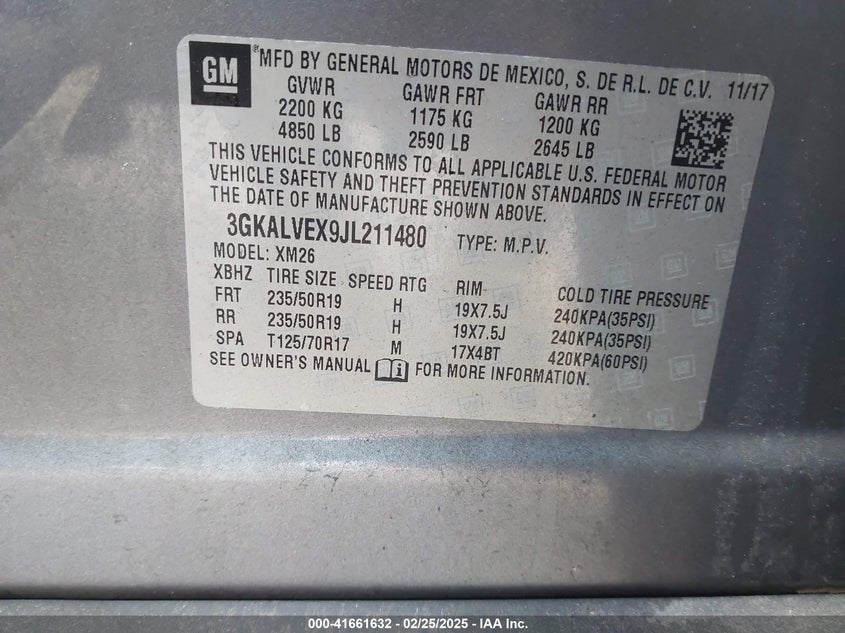 GM ® MFD BY GENERAL MOTORS DE MEXICO, S. DE R.L. DE C.V. 11/17
GVWR GAWR FRT GAWR RR
2200 KG 1175 KG 1200 KG
4850 LB 2590 LB 2645 LB
THIS VEHICLE CONFORMS TO ALL APPLICABLE U.S. FEDERAL MOTOR
VEHICLE SAFETY AND THEFT PREVENTION STANDARDS IN EFFECT ON
THE DATE OF MANUFACTURE SHOWN ABOVE.
3GKALVEX9JL211480 TYPE: M.P.V.
MODEL: XM26
XBHZ TIRE SIZE SPEED RTG RIM COLD TIRE PRESSURE
FRT 235/50R19 H 19X7.5J 240KPA(35PSI)
RR 235/50R19 H 19X7.5J 240KPA(35PSI)
SPA T125/70R17 M 17X4BT 420KPA(60PSI)
SEE OWNER'S MANUAL i FOR MORE INFORMATION.
000-41661632 - 02/25/2025 - IAA Inc.